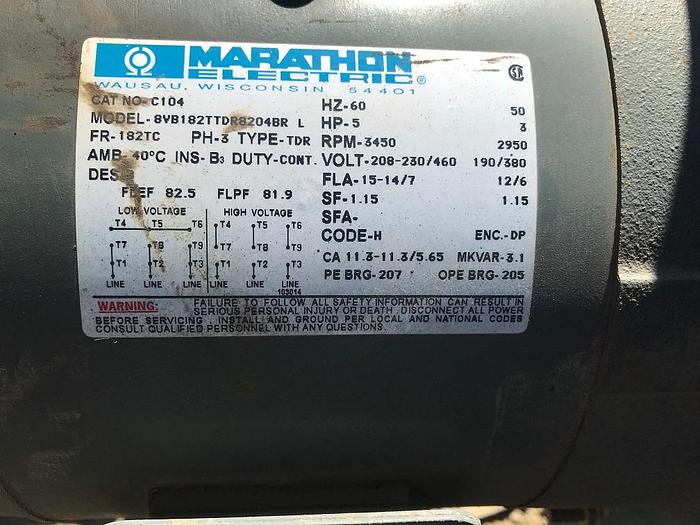 MARATHON
ELECTRIC®
WAUSAU, WISCONSIN 54401
CAT NO-C104
MODEL-8VB182TTDR8204BR L
FR-182TC PH-3 TYPE-TDR
AMB-40°C INS-B3 DUTY-CONT.
DES
FLEF 82.5 FLPF 81.9
HZ-60 50
HP-5 3
RPM-3450 2950
VOLT-208-230/460 190/380
FLA-15-14/7 12/6
SF-1.15 1.15
SFA-
CODE-H ENC.-DP
CA 11.3-11.3/5.65 MKVAR-3.1
PE BRG-207 OPE BRG-205
LOW VOLTAGE HIGH VOLTAGE
T4 T5 T6 T4 T5 T6
T7 T8 T9 T7 T8 T9
T1 T2 T3 T1 T2 T3
LINE LINE LINE LINE LINE LINE
103014
WARNING: FAILURE TO FOLLOW ALL SAFETY INFORMATION CAN RESULT IN
SERIOUS PERSONAL INJURY OR DEATH. DISCONNECT ALL POWER
BEFORE SERVICING. INSTALL AND GROUND PER LOCAL AND NATIONAL CODES
CONSULT QUALIFIED PERSONNEL WITH ANY QUESTIONS.